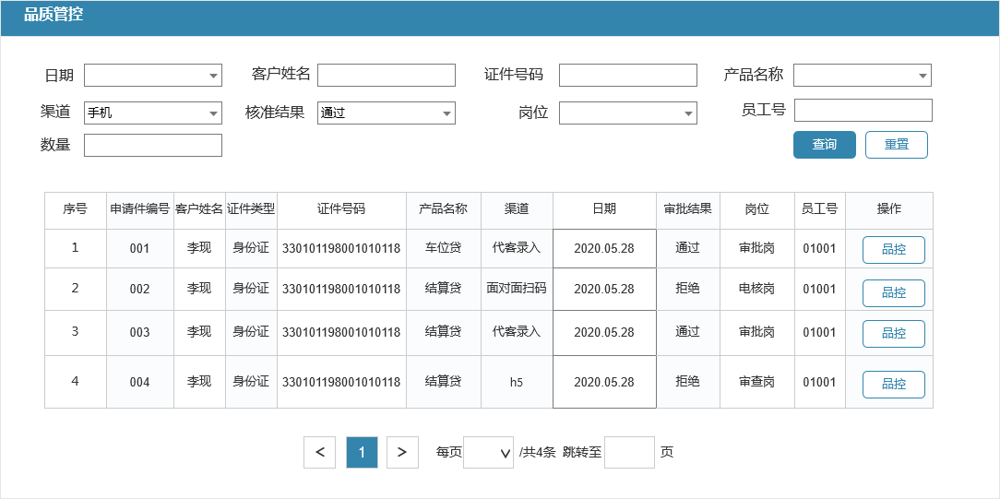 品质管控
日期 客户姓名 证件号码 产品名称
渠道 手机 核准结果 通过 岗位 员工号
数量 查询 重置
序号 申请件编号 客户姓名 证件类型 证件号码 产品名称 渠道 日期 审批结果 岗位 员工号 操作
1 001 李现 身份证 330101198001010118 车位贷 代客录入 2020.05.28 通过 审批岗 01001 品控
2 002 李现 身份证 330101198001010118 结算贷 面对面扫码 2020.05.28 拒绝 电核岗 01001 品控
3 003 李现 身份证 330101198001010118 结算贷 代客录入 2020.05.28 通过 审批岗 01001 品控
4 004 李现 身份证 330101198001010118 结算贷 h5 2020.05.28 拒绝 审查岗 01001 品控
< 1 > 每页 /共4条 跳转至 页